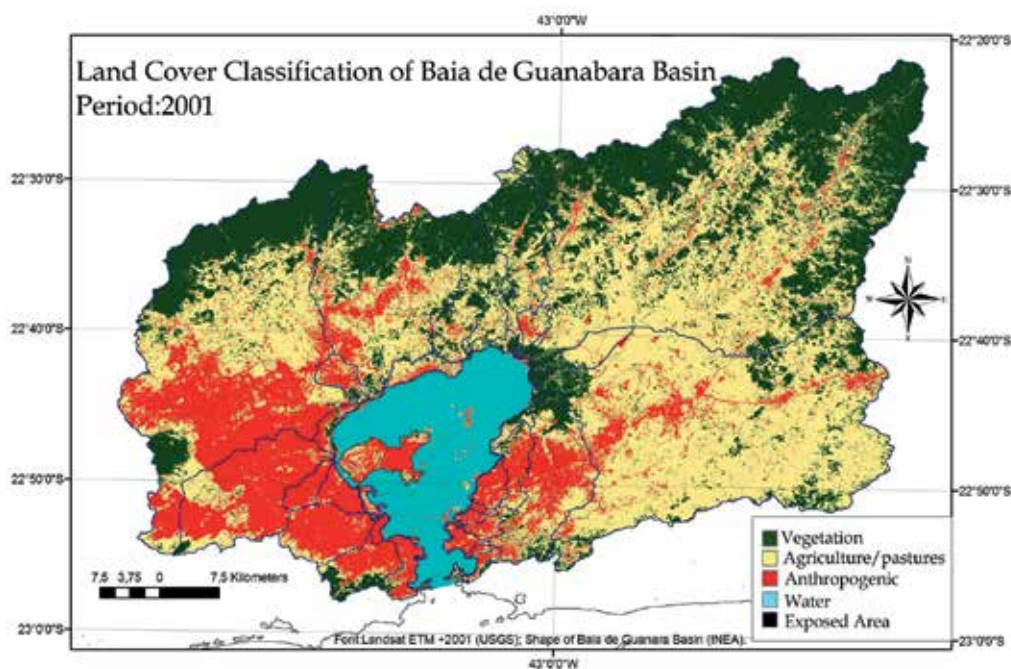 43°0'0"W
Land Cover Classification of Baia de Guanabara Basin
Period:2001
22°20'0"S
22°30'0"S
22°30'0"S
22°40'0"S
22°40'0"S
22°50'0"S
22°50'0"S
23°0'0"S
23°0'0"S
N
W
E
S
Vegetation
Agriculture/pastures
Anthropogenic
Water
Exposed Area
7,5 3,75 0 7,5 Kilometers
Font Landsat ETM +2001 (USGS); Shape of Baia de Guanara Basin (INEA).
43°0'0"W